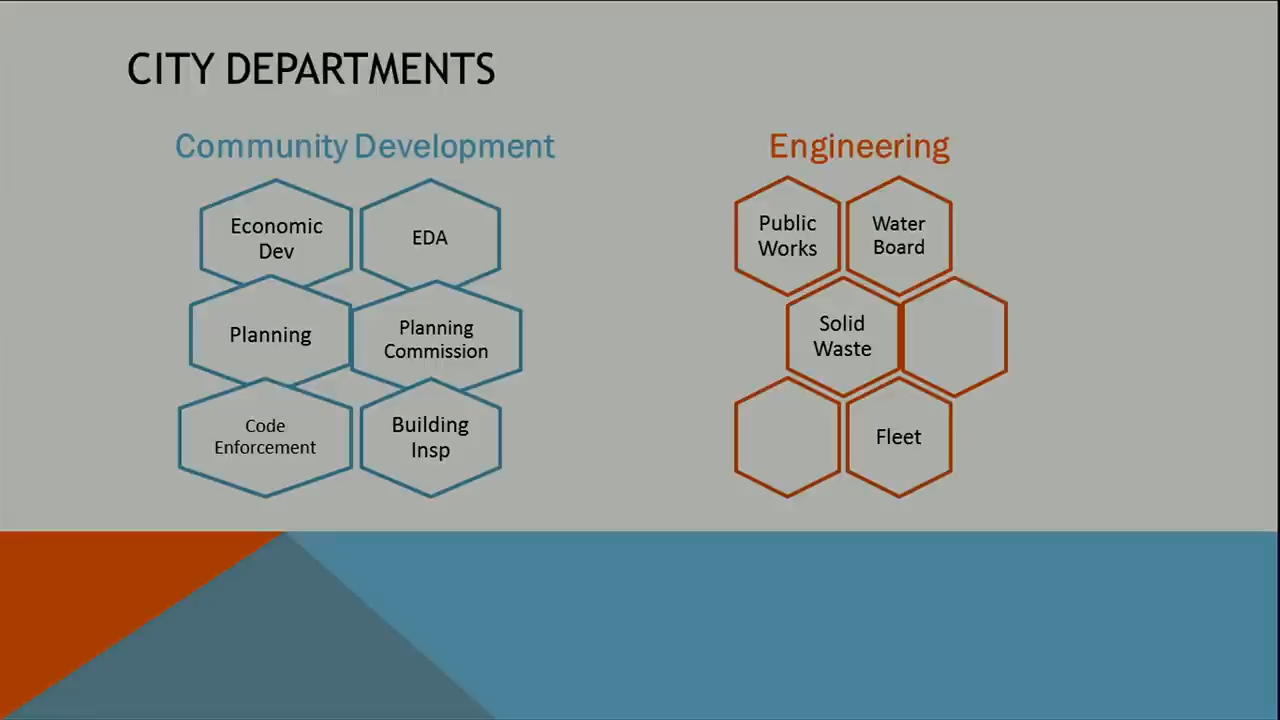 CITY DEPARTMENTS
Community Development
Economic
Dev
EDA
Planning
Planning
Commission
Code
Enforcement
Building
Insp
Engineering
Public
Works
Water
Board
Solid
Waste
Fleet